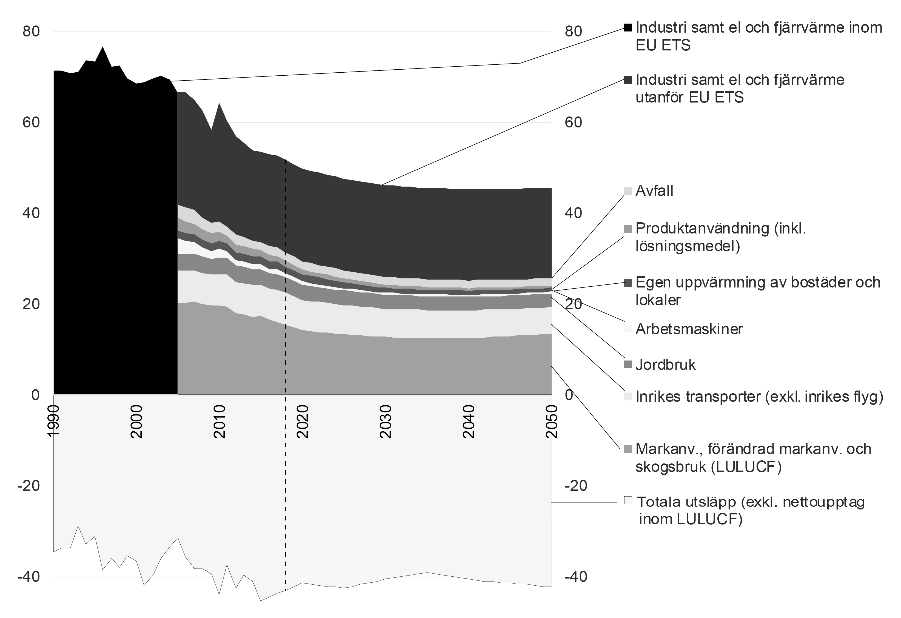 80
60
40
20
0
-20
-40
80
60
40
20
0
-20
-40
1990
2000
2010
2020
2030
2040
2050
Industri samt el och fjärrvärme inom
EU ETS
Industri samt el och fjärrvärme
utanför EU ETS
Avfall
Produktanvändning (inkl.
lösningsmedel)
Egen uppvärmning av bostäder och
lokaler
Arbetsmaskiner
Jordbruk
Inrikes transporter (exkl. inrikes flyg)
Markanv., förändrad markanv. och
skogsbruk (LULUCF)
Totala utsläpp (exkl. nettoupptag
inom LULUCF)